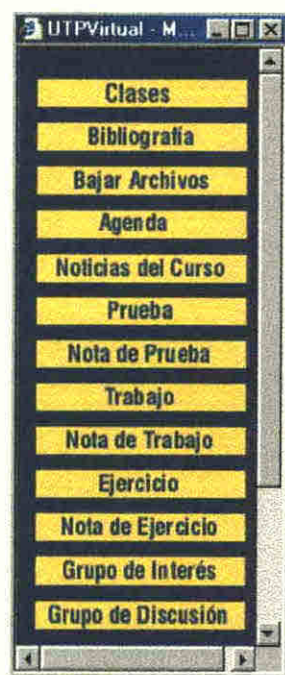 UTPVirtual - M...
Clases
Bibliografía
Bajar Archivos
Agenda
Noticias del Curso
Prueba
Nota de Prueba
Trabajo
Nota de Trabajo
Ejercicio
Nota de Ejercicio
Grupo de Interés
Grupo de Discusión